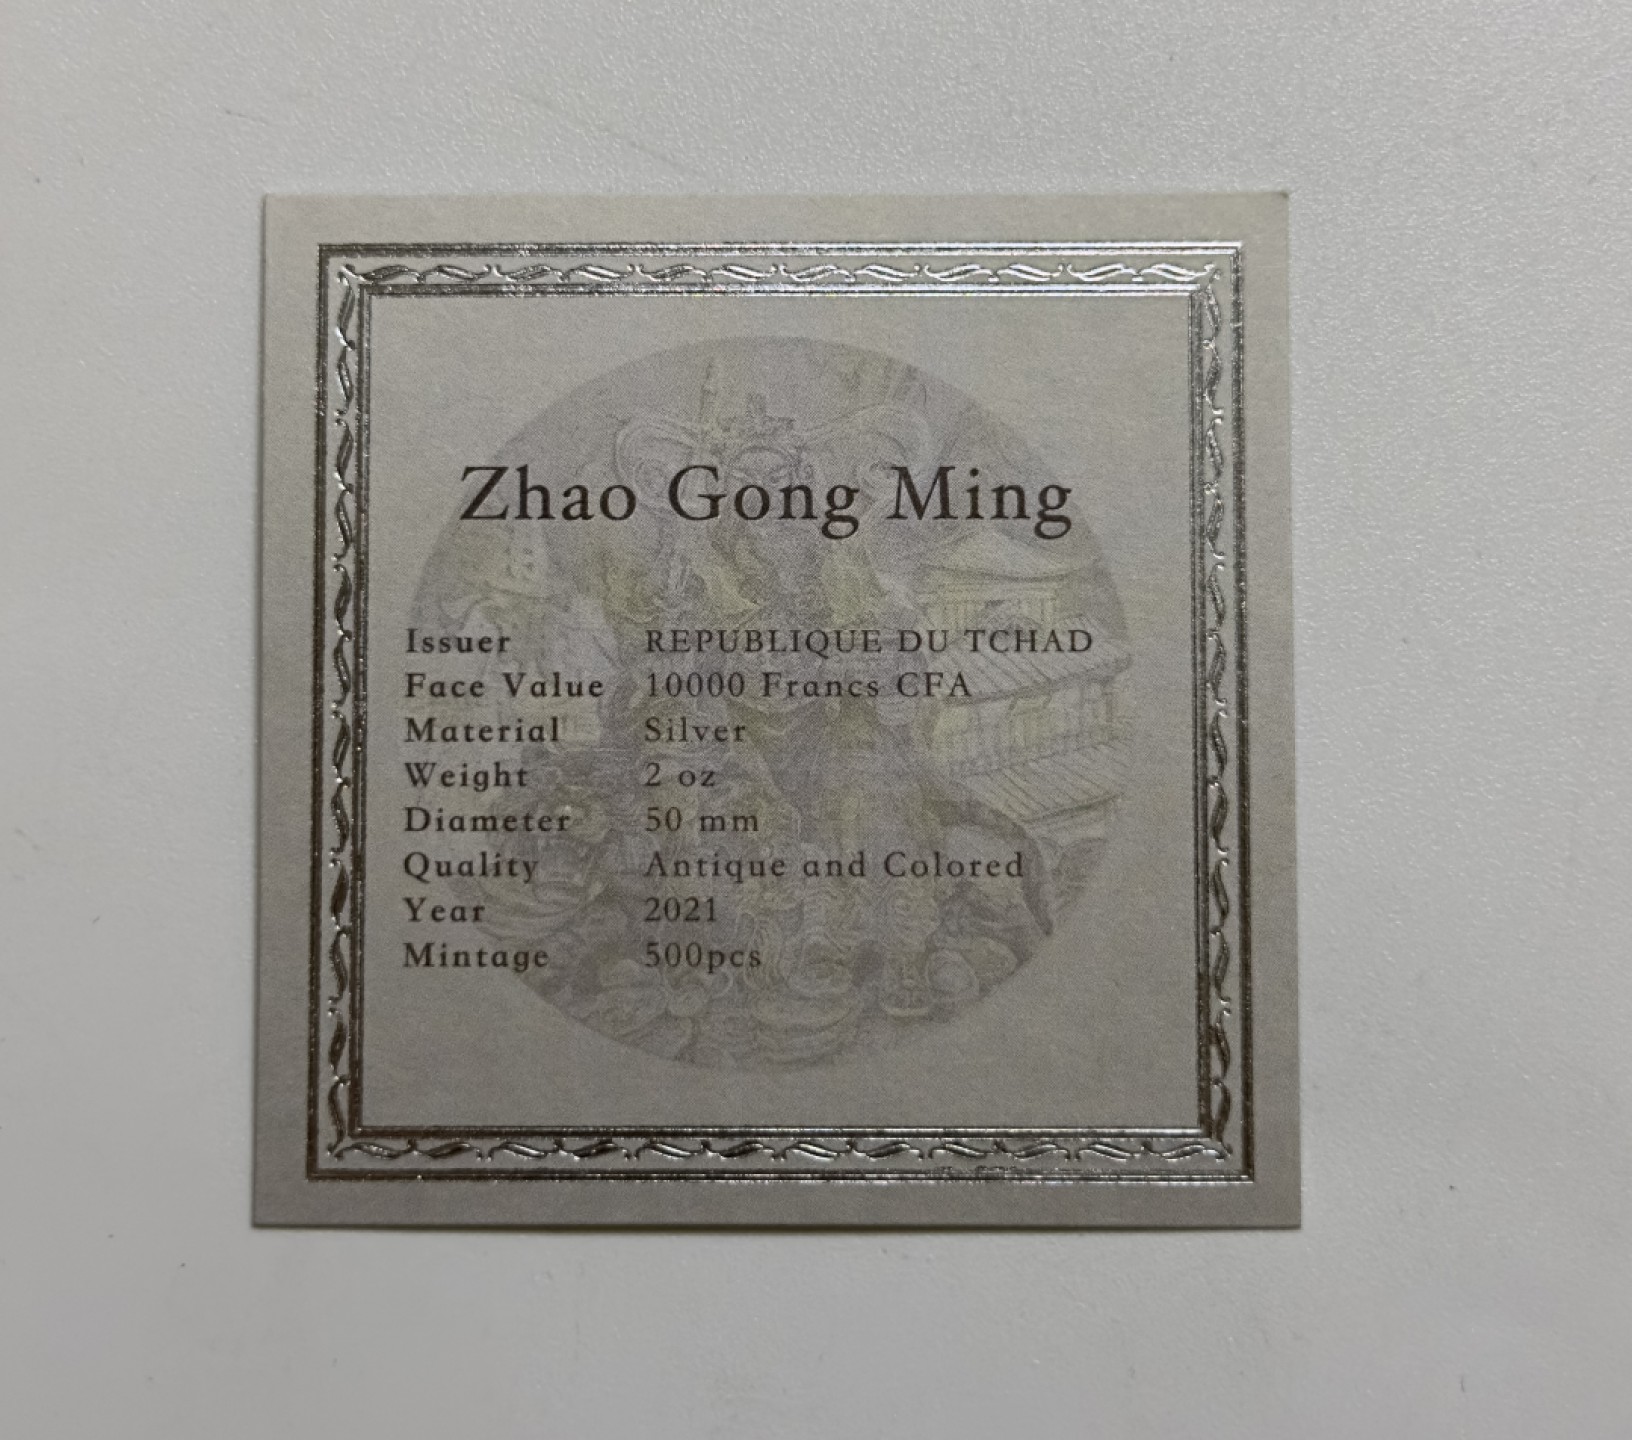 Zhao Gong Ming
Issuer REPUBLIQUE DU TCHAD
Face Value 10000 Francs CFA
Material Silver
Weight 2 oz
Diameter 50 mm
Quality Antique and Colored
Year 2021
Mintage 500pcs